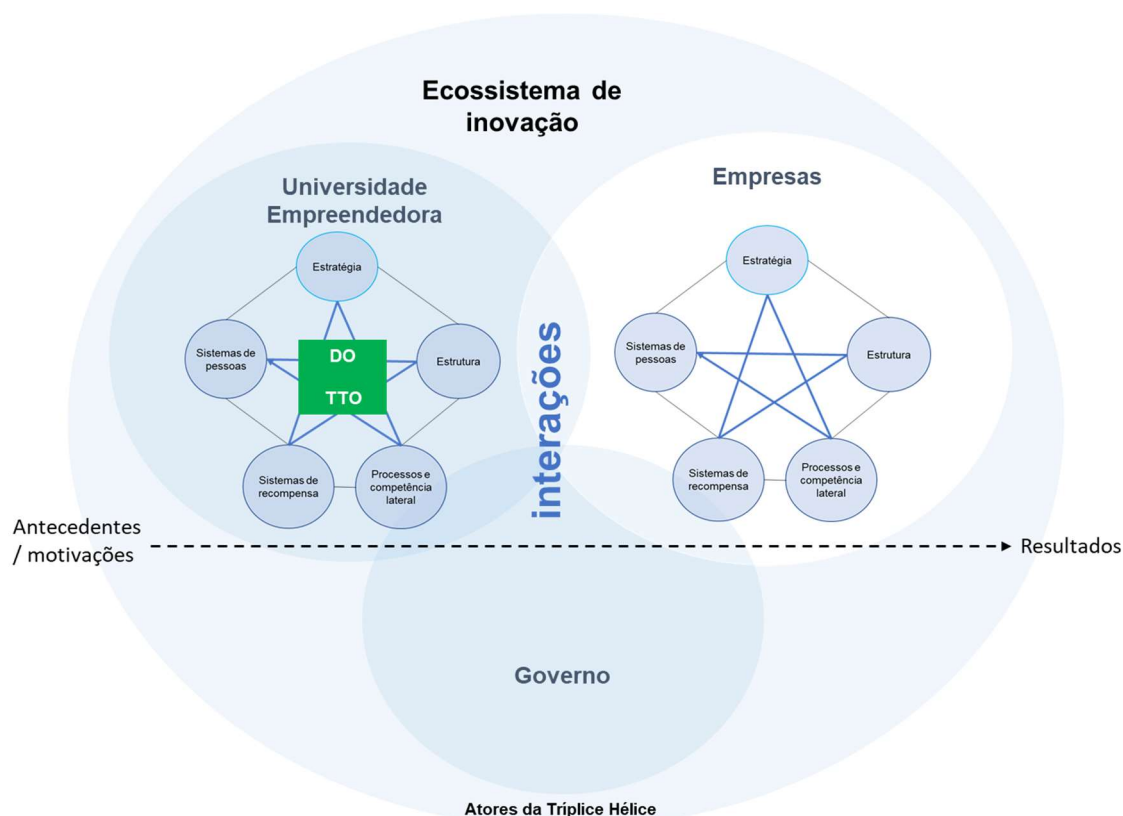 Ecossistema de
inovação
Universidade
Empreendedora
Estratégia
Sistemas de
pessoas
DO
TTO
Estrutura
Sistemas de
recompensa
Processos e
competência
lateral
interações
Empresas
Estratégia
Sistemas de
pessoas
Estrutura
Sistemas de
recompensa
Processos e
competência
lateral
Antecedentes
/ motivações
Resultados
Governo
Atores da Tríplice Hélice